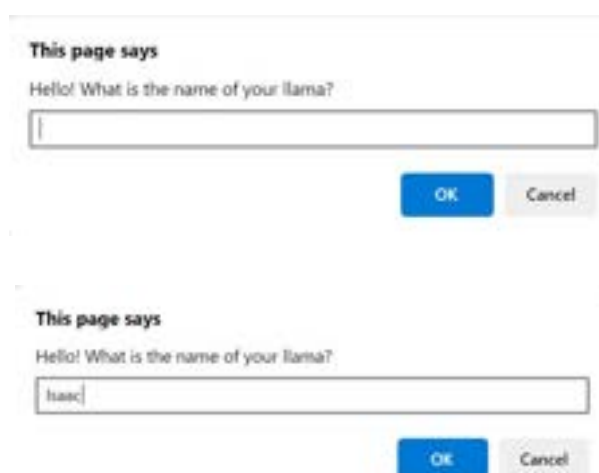 This page says
Hello! What is the name of your llama?
OK Cancel
This page says
Hello! What is the name of your llama?
Isaac
OK Cancel